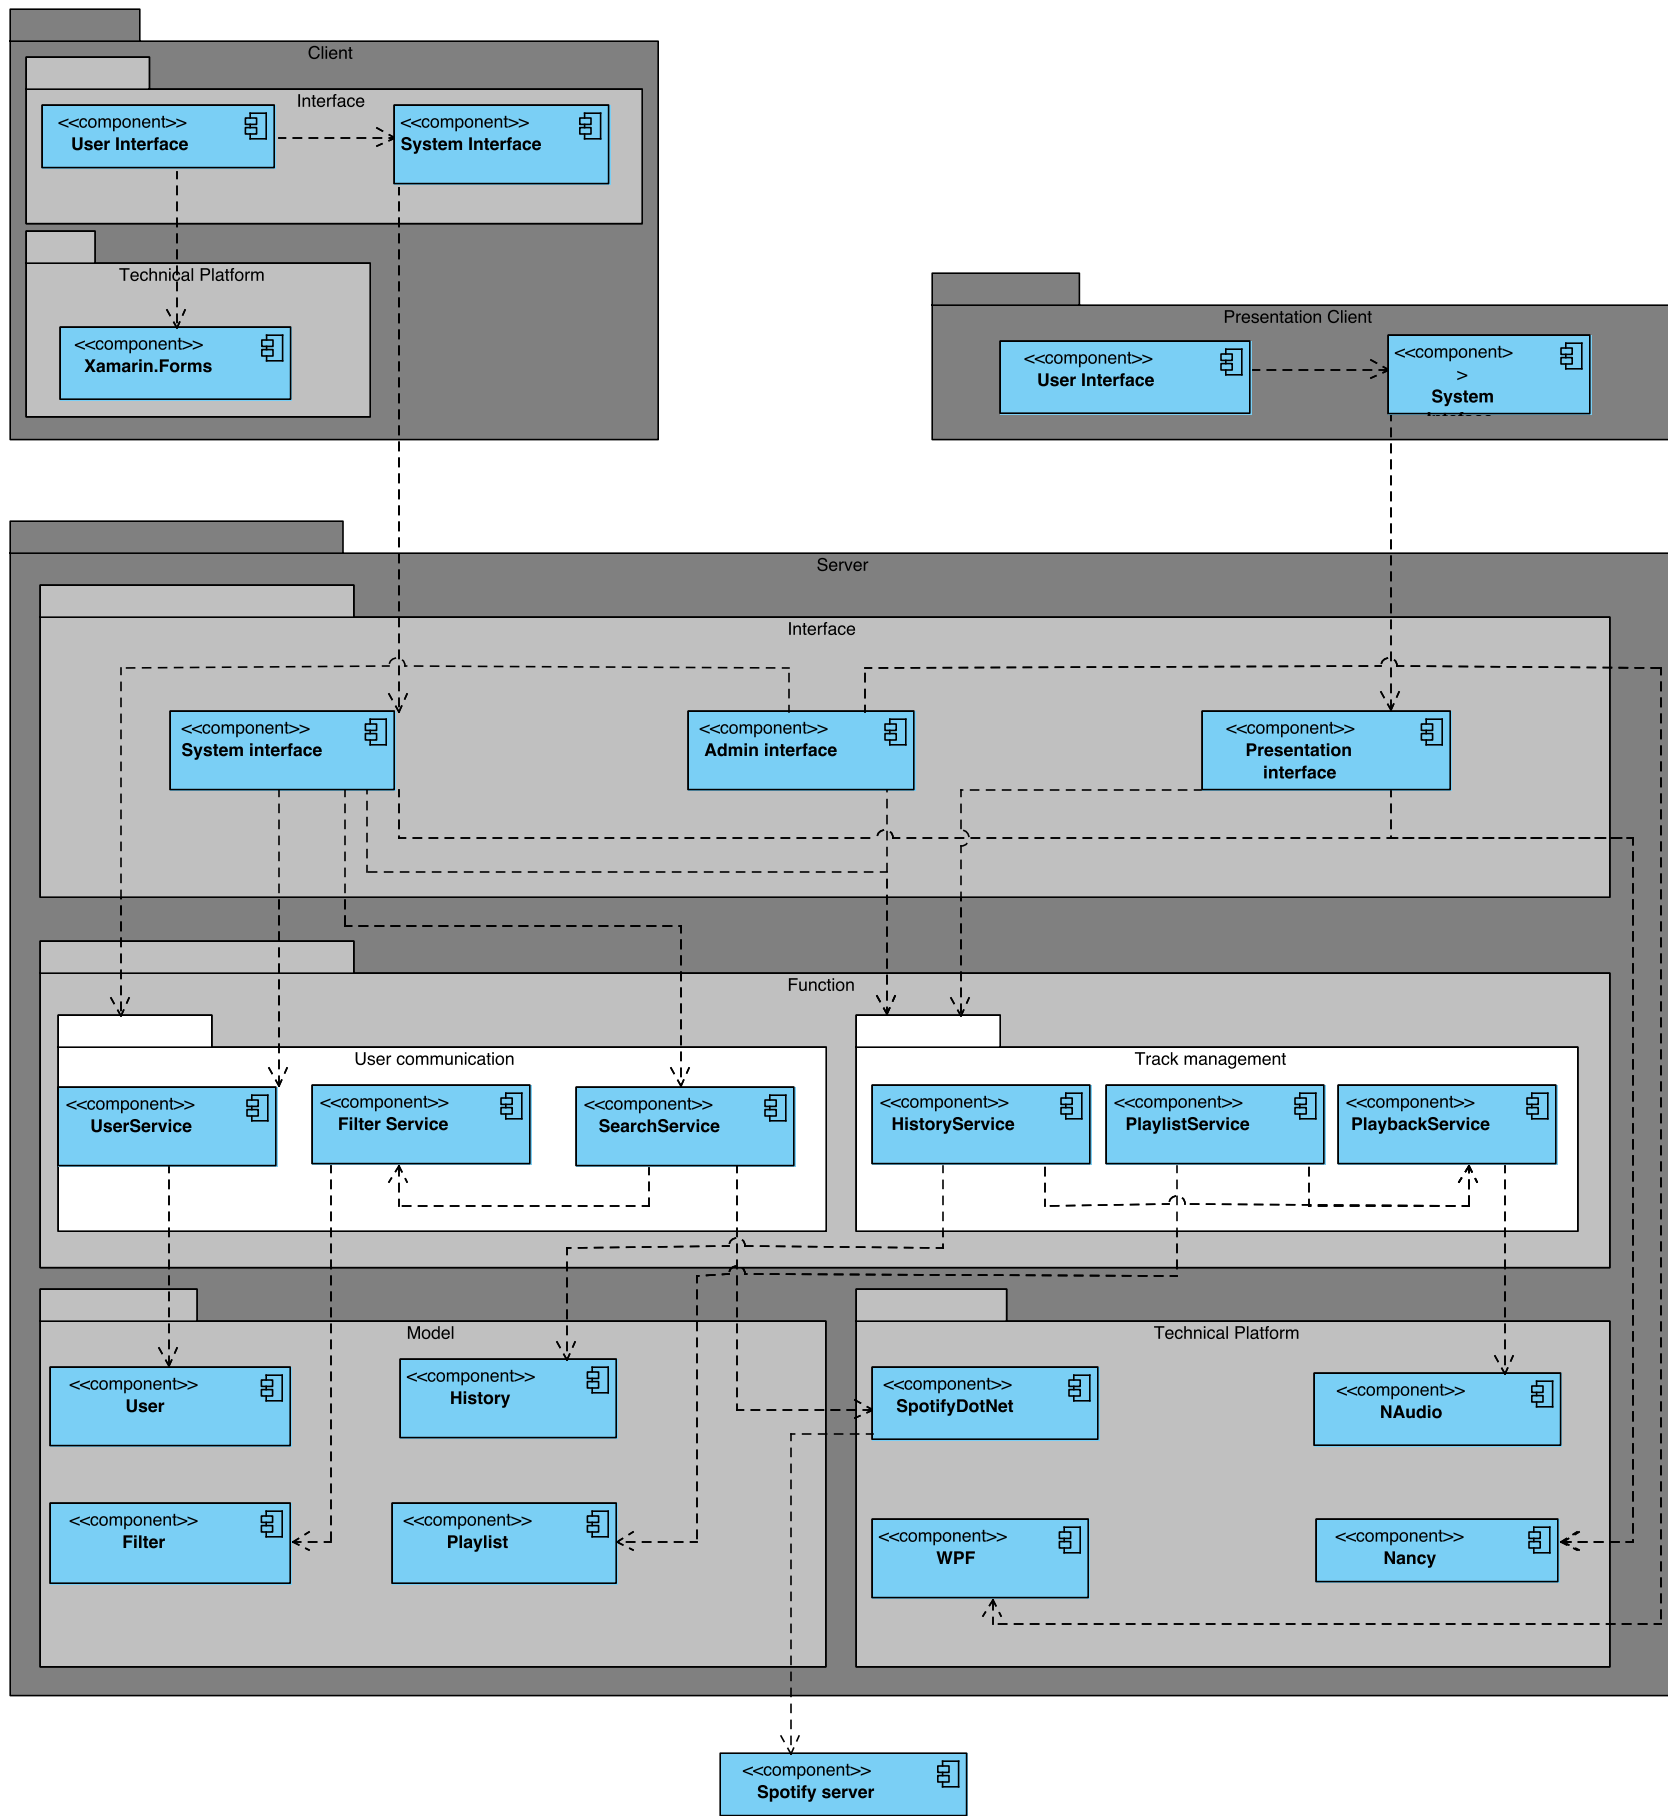 Client
Interface
<<component>>
User Interface
<<component>>
System Interface
Technical Platform
<<component>>
Xamarin.Forms
Presentation Client
<<component>>
User Interface
<<component>
>
System
Server
Interface
<<component>>
System interface
<<component>>
Admin interface
<<component>>
Presentation
interface
Function
User communication
<<component>>
UserService
<<component>>
Filter Service
<<component>>
SearchService
Track management
<<component>>
HistoryService
<<component>>
PlaylistService
<<component>>
PlaybackService
Model
<<component>>
User
<<component>>
History
<<component>>
Filter
<<component>>
Playlist
Technical Platform
<<component>>
SpotifyDotNet
<<component>>
NAudio
<<component>>
WPF
<<component>>
Nancy
<<component>>
Spotify server